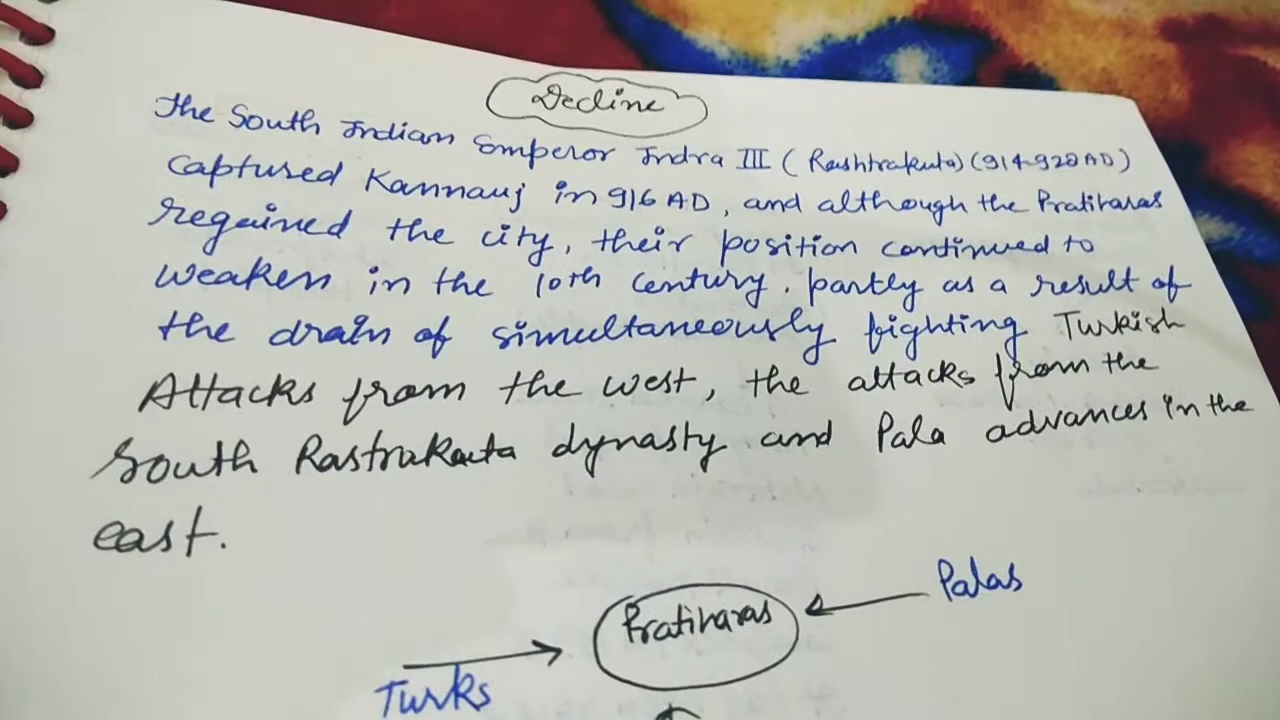 Decline
The South Indian Emperor Indra III (Rashtrakuta) (914-928 AD)
captured Kannauj in 916 AD, and although the Pratiharas
regained the city, their position continued to
weaken in the 10th century, partly as a result of
the drain of simultaneously fighting Turkish
Attacks from the west, the attacks from the
South Rastrakuta dynasty and Pala advances in the
east.
Palas
Pratiharas
Turks